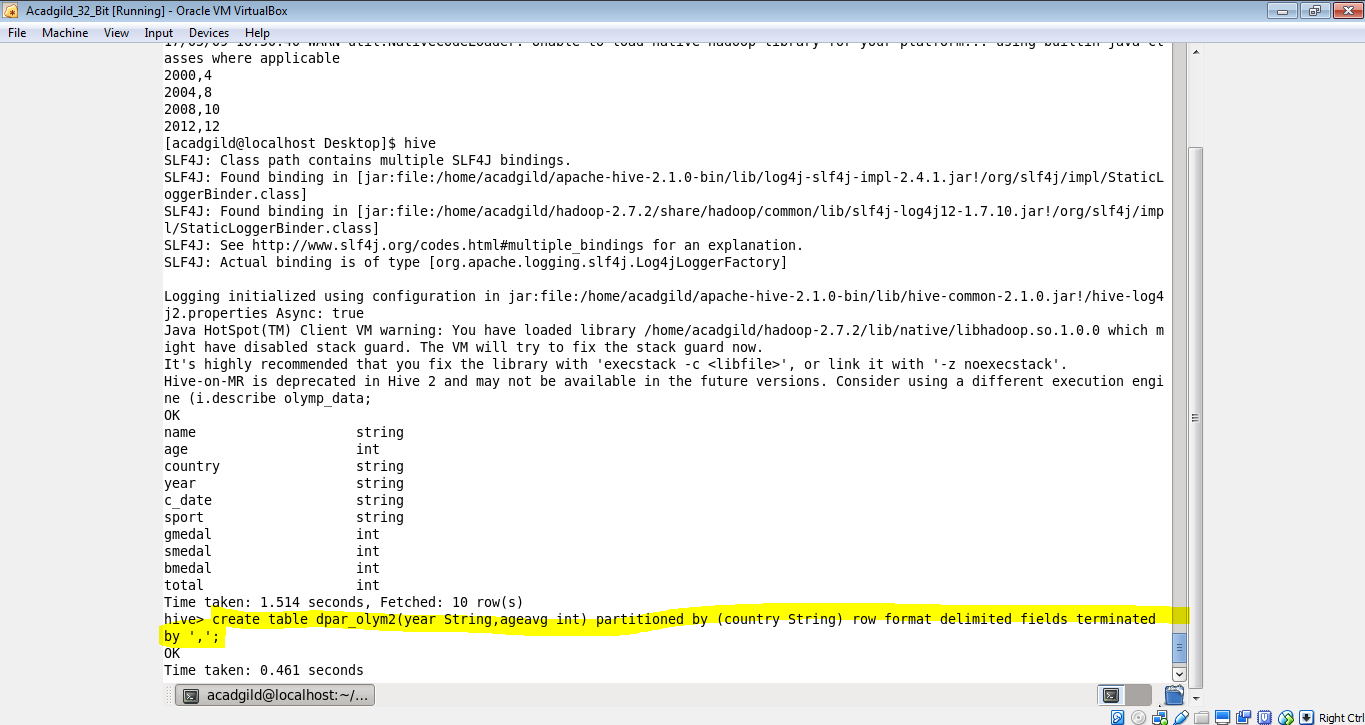 Acadgild_32_Bit [Running] - Oracle VM VirtualBox
File Machine View Input Devices Help
asses where applicable
2000,4
2004,8
2008,10
2012,12
[acadgild@localhost Desktop]$ hive
SLF4J: Class path contains multiple SLF4J bindings.
SLF4J: Found binding in [jar:file:/home/acadgild/apache-hive-2.1.0-bin/lib/log4j-slf4j-impl-2.4.1.jar!/org/slf4j/impl/StaticL
oggerBinder.class]
SLF4J: Found binding in [jar:file:/home/acadgild/hadoop-2.7.2/share/hadoop/common/lib/slf4j-log4j12-1.7.10.jar!/org/slf4j/imp
l/StaticLoggerBinder.class]
SLF4J: See http://www.slf4j.org/codes.html#multiple_bindings for an explanation.
SLF4J: Actual binding is of type [org.apache.logging.slf4j.Log4jLoggerFactory]
Logging initialized using configuration in jar:file:/home/acadgild/apache-hive-2.1.0-bin/lib/hive-common-2.1.0.jar!/hive-log4
j2.properties Async: true
Java HotSpot(TM) Client VM warning: You have loaded library /home/acadgild/hadoop-2.7.2/lib/native/libhadoop.so.1.0.0 which m
ight have disabled stack guard. The VM will try to fix the stack guard now.
It's highly recommended that you fix the library with 'execstack -c <libfile>', or link it with '-z noexecstack'.
Hive-on-MR is deprecated in Hive 2 and may not be available in the future versions. Consider using a different execution engi
ne (i.describe olymp_data;
OK
name string
age int
country string
year string
c_date string
sport string
gmedal int
smedal int
bmedal int
total int
Time taken: 1.514 seconds, Fetched: 10 row(s)
hive> create table dpar_olym2(year String,ageavg int) partitioned by (country String) row format delimited fields terminated
by ',';
OK
Time taken: 0.461 seconds
acadgild@localhost:~/...
Right Ctrl